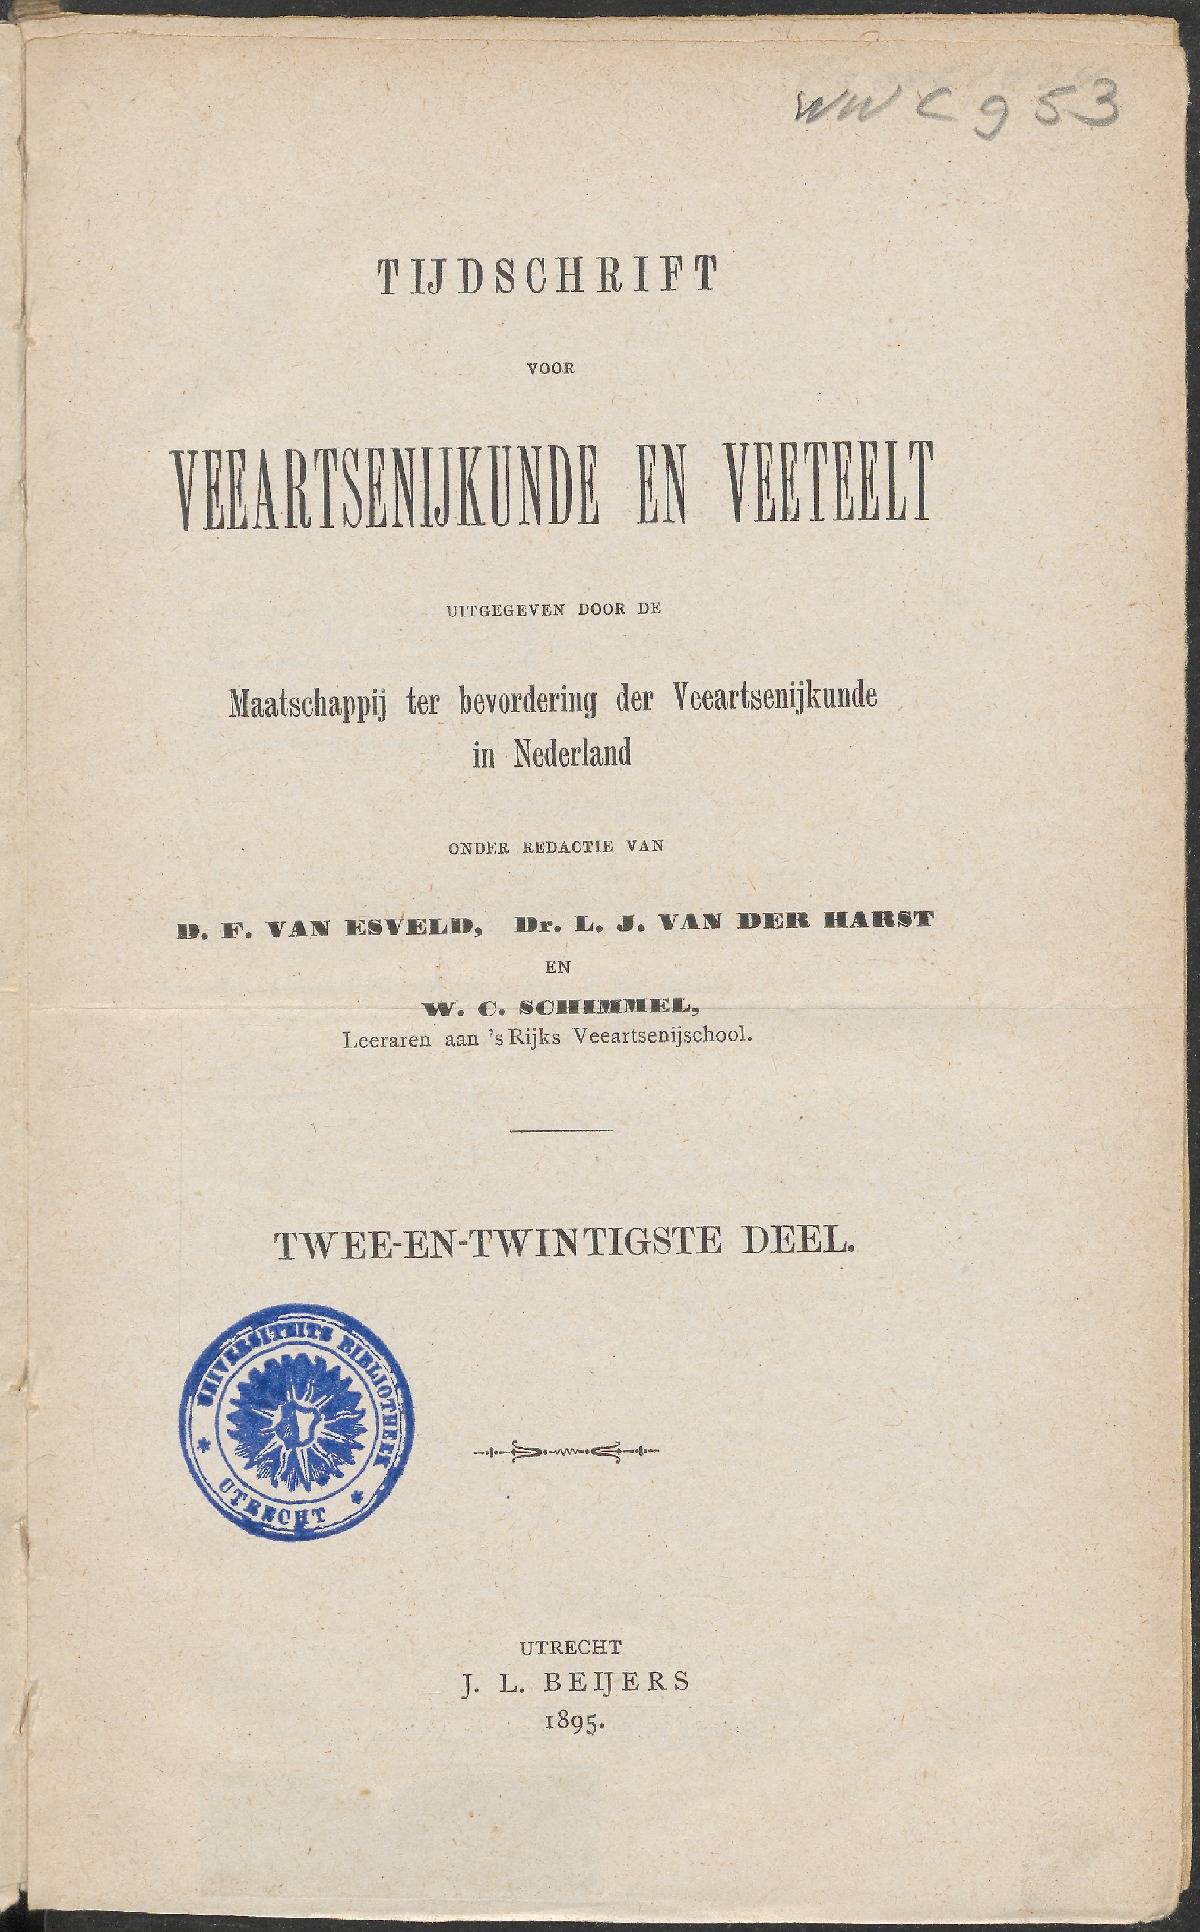 WW C 9 53
TIJDSCHRIFT
VOOR
VEEARTSENIJKUNDE EN VEETEELT
UITGEGEVEN DOOR DE
Maatschappij ter bevordering der Veeartsenijkunde
in Nederland
ONDER REDACTIE VAN
D. F. VAN ESVELD, Dr. L. J. VAN DER HARST
EN
W. C. SCHIMMEL,
Leeraren aan 's Rijks Veeartsenijschool.
TWEE-EN-TWINTIGSTE DEEL.
UNIVERSITEITS BIBLIOTHEEK
* UTRECHT *
UTRECHT
J. L. BEIJERS
1895.